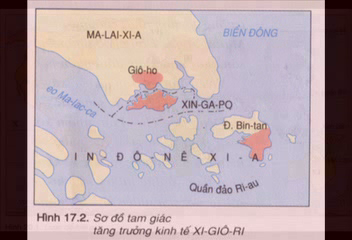 MA-LAI-XI-A
BIỂN ĐÔNG
Giô-ho
eo Ma-lắc-ca
XIN-GA-PO
Đ. Bin-tan
IN-ĐÔ-NÊ XI-A
Quần đảo Ri-au
Hình 17.2. Sơ đồ tam giác
tăng trưởng kinh tế XI-GIÔ-RI